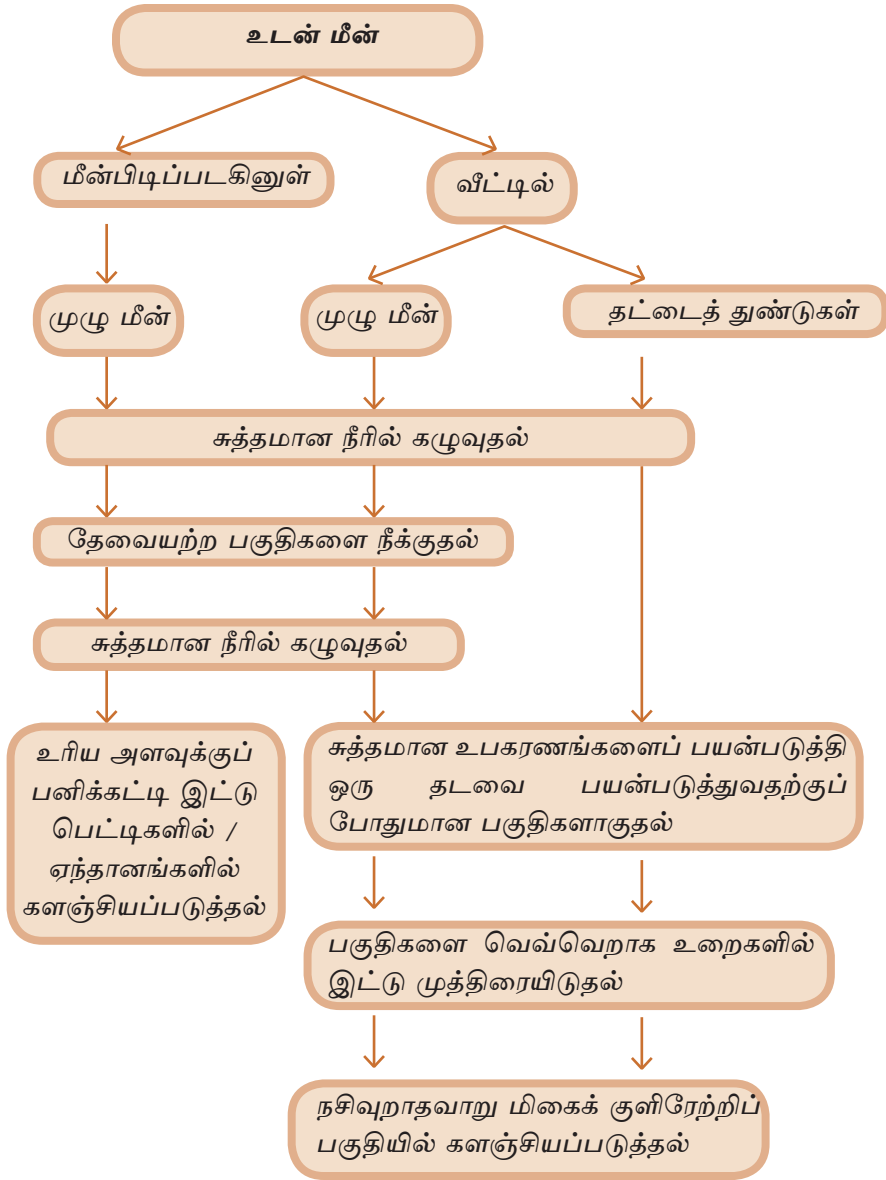 உடன் மீன்
மீன்பிடிப்படகினுள்
வீட்டில்
முழு மீன்
முழு மீன்
தட்டைத் துண்டுகள்
சுத்தமான நீரில் கழுவுதல்
தேவையற்ற பகுதிகளை நீக்குதல்
சுத்தமான நீரில் கழுவுதல்
உரிய அளவுக்குப்
பனிக்கட்டி இட்டு
பெட்டிகளில் /
ஏந்தானங்களில்
களஞ்சியப்படுத்தல்
சுத்தமான உபகரணங்களைப் பயன்படுத்தி
ஒரு தடவை பயன்படுத்துவதற்குப்
போதுமான பகுதிகளாகுதல்
பகுதிகளை வெவ்வெறாக உறைகளில்
இட்டு முத்திரையிடுதல்
நசிவுறாதவாறு மிகைக் குளிரேற்றிப்
பகுதியில் களஞ்சியப்படுத்தல்